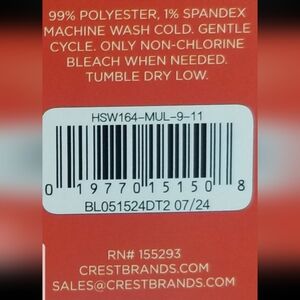 99% POLYESTER, 1% SPANDEX
MACHINE WASH COLD. GENTLE
CYCLE. ONLY NON-CHLORINE
BLEACH WHEN NEEDED.
TUMBLE DRY LOW.
HSW164-MUL-9-11
0 19770 15150 8
BL051524DT2 07/24
RN# 155293
CRESTBRANDS.COM
SALES@CRESTBRANDS.COM